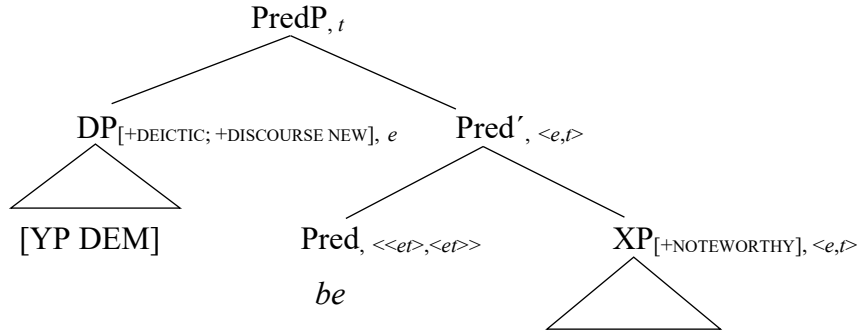 PredP, t
DP[+DEICTIC; +DISCOURSE NEW], e Pred′, <e,t>
[YP DEM] Pred, <<et>,<et>> XP[+NOTEWORTHY], <e,t>
be